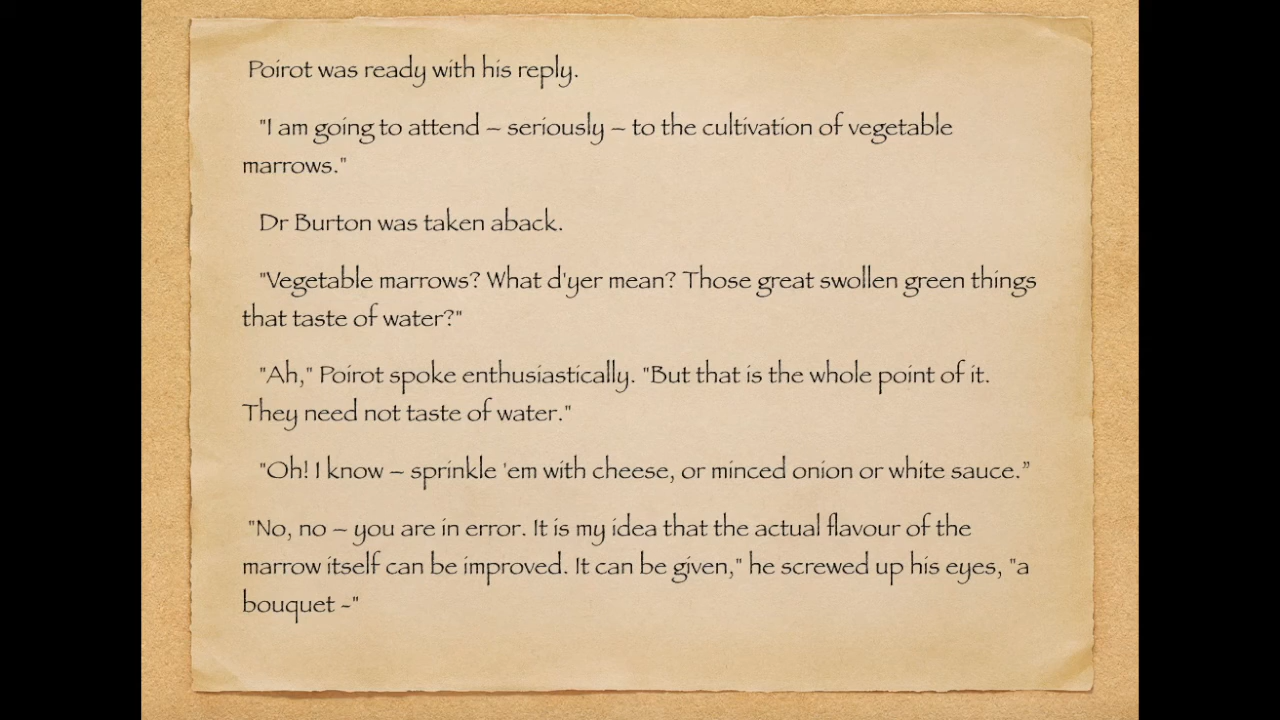 Poirot was ready with his reply.
"I am going to attend – seriously – to the cultivation of vegetable
marrows."
Dr Burton was taken aback.
"Vegetable marrows? What d'yer mean? Those great swollen green things
that taste of water?"
"Ah," Poirot spoke enthusiastically. "But that is the whole point of it.
They need not taste of water."
"Oh! I know – sprinkle 'em with cheese, or minced onion or white sauce.”
"No, no – you are in error. It is my idea that the actual flavour of the
marrow itself can be improved. It can be given," he screwed up his eyes, "a
bouquet -"